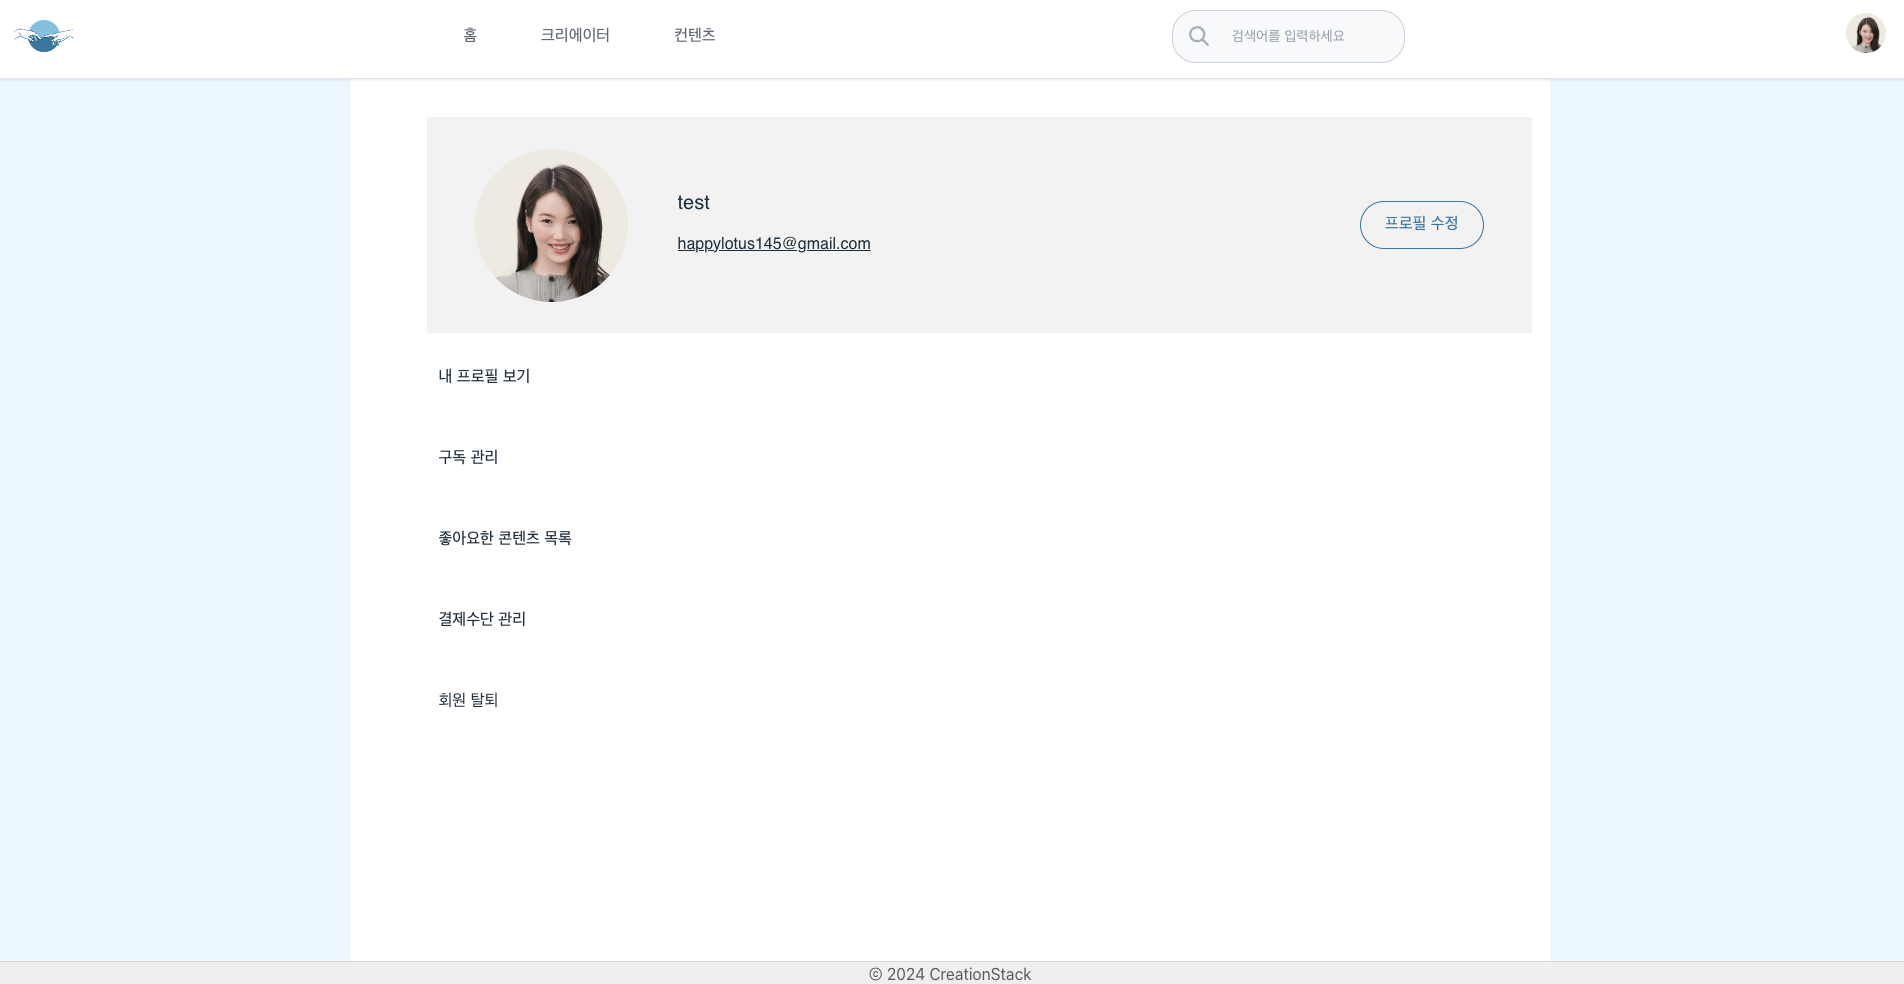 홈
크리에이터
컨텐츠
검색어를 입력하세요
test
happylotus145@gmail.com
프로필 수정
내 프로필 보기
구독 관리
좋아요한 콘텐츠 목록
결제수단 관리
회원 탈퇴
© 2024 CreationStack